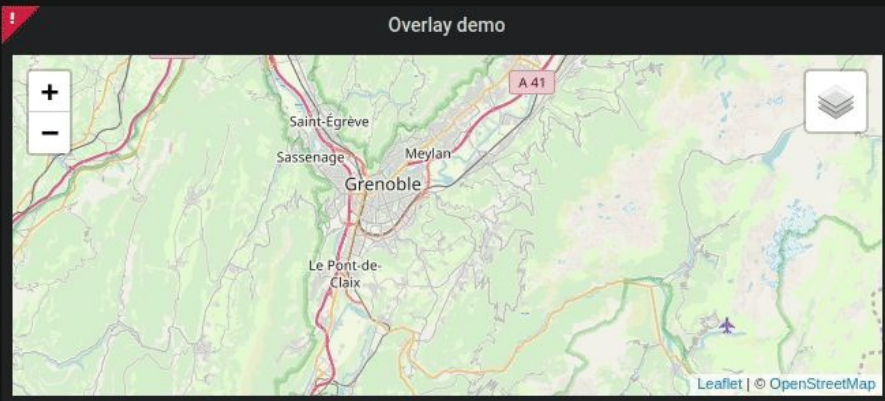 !
Overlay demo
+
−
A 41
Saint-Égrève
Sassenage
Meylan
Grenoble
Le Pont-de-
Claix
Leaflet | © OpenStreetMap